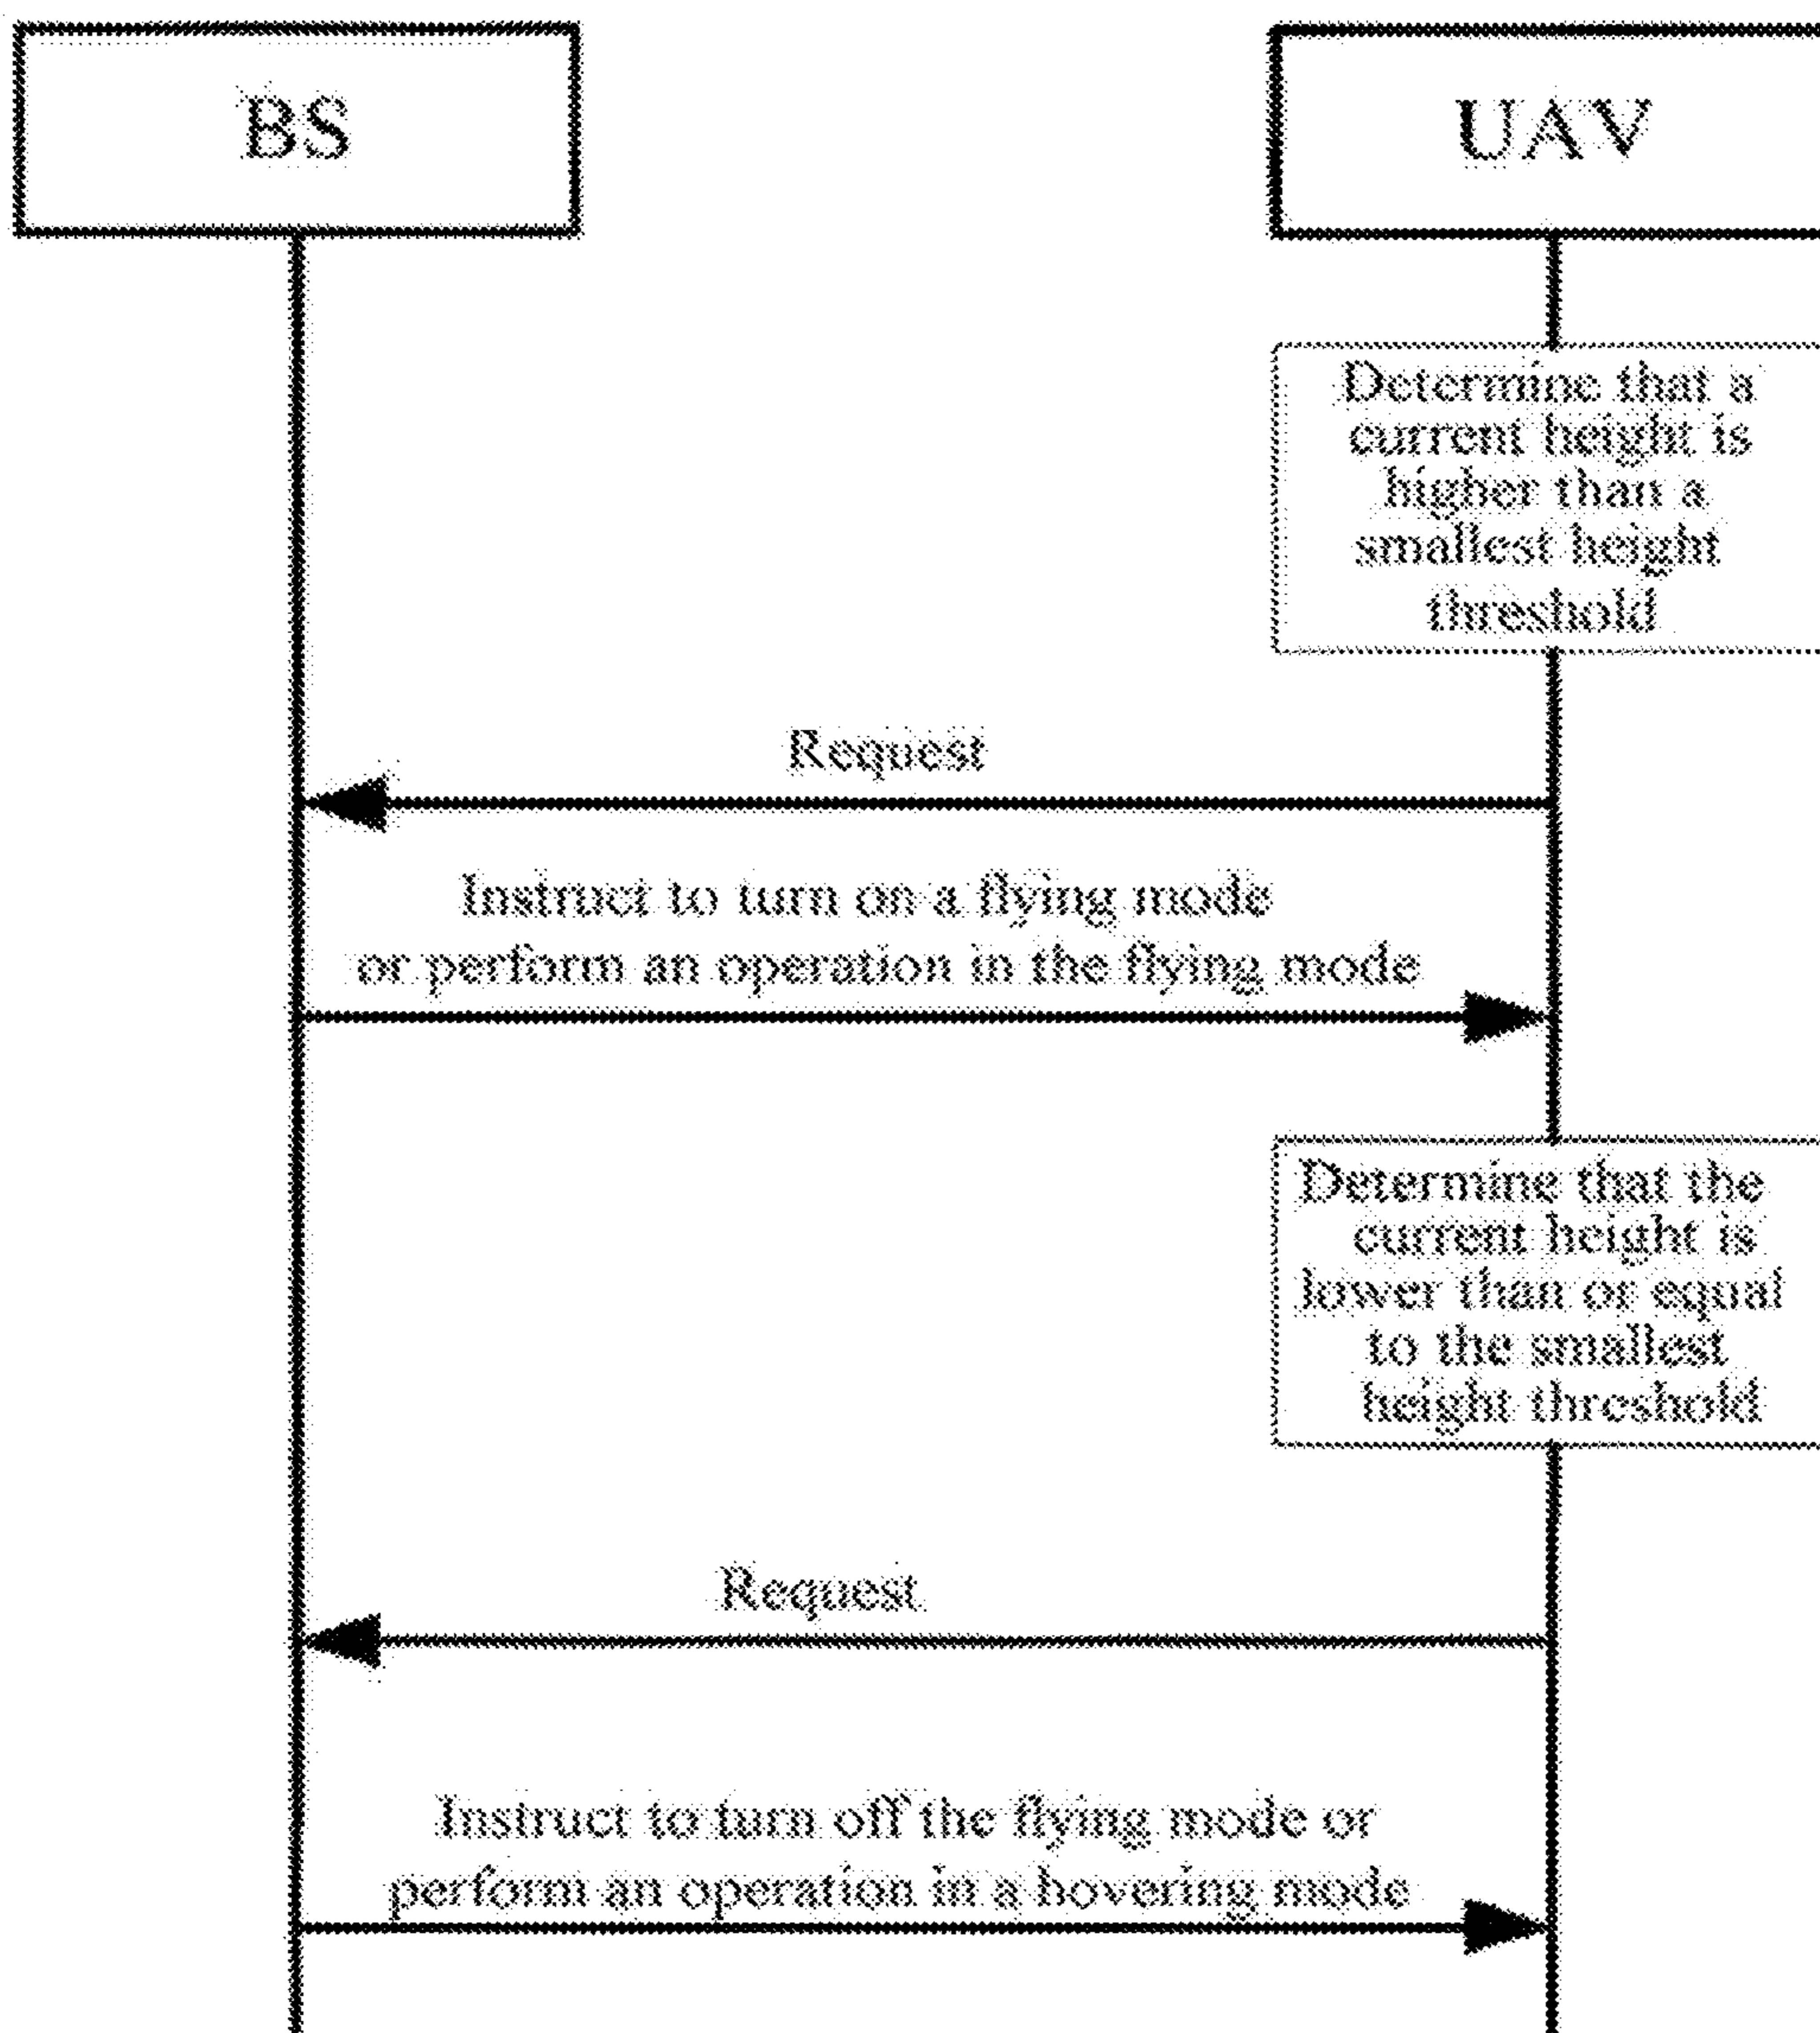 BS
UAV
Determine that a
current height is
higher than a
smallest height
threshold
Request
Instruct to turn on a flying mode
or perform an operation in the flying mode
Determine that the
current height is
lower than or equal
to the smallest
height threshold
Request
Instruct to turn off the flying mode or
perform an operation in a hovering mode